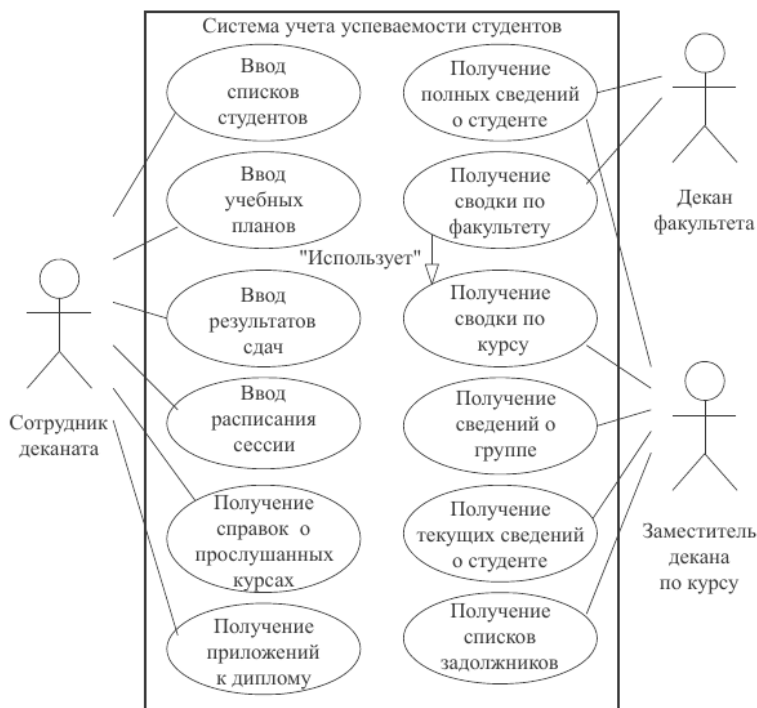 Система учета успеваемости студентов
Ввод
списков
студентов
Получение
полных сведений
о студенте
Декан
факультета
Ввод
учебных
планов
Получение
сводки по
факультету
"Использует"
Сотрудник
деканата
Ввод
результатов
сдач
Получение
сводки по
курсу
Ввод
расписания
сессии
Получение
сведений о
группе
Заместитель
декана
по курсу
Получение
справок о
прослушанных
курсах
Получение
текущих сведений
о студенте
Получение
приложений
к диплому
Получение
списков
задолжников